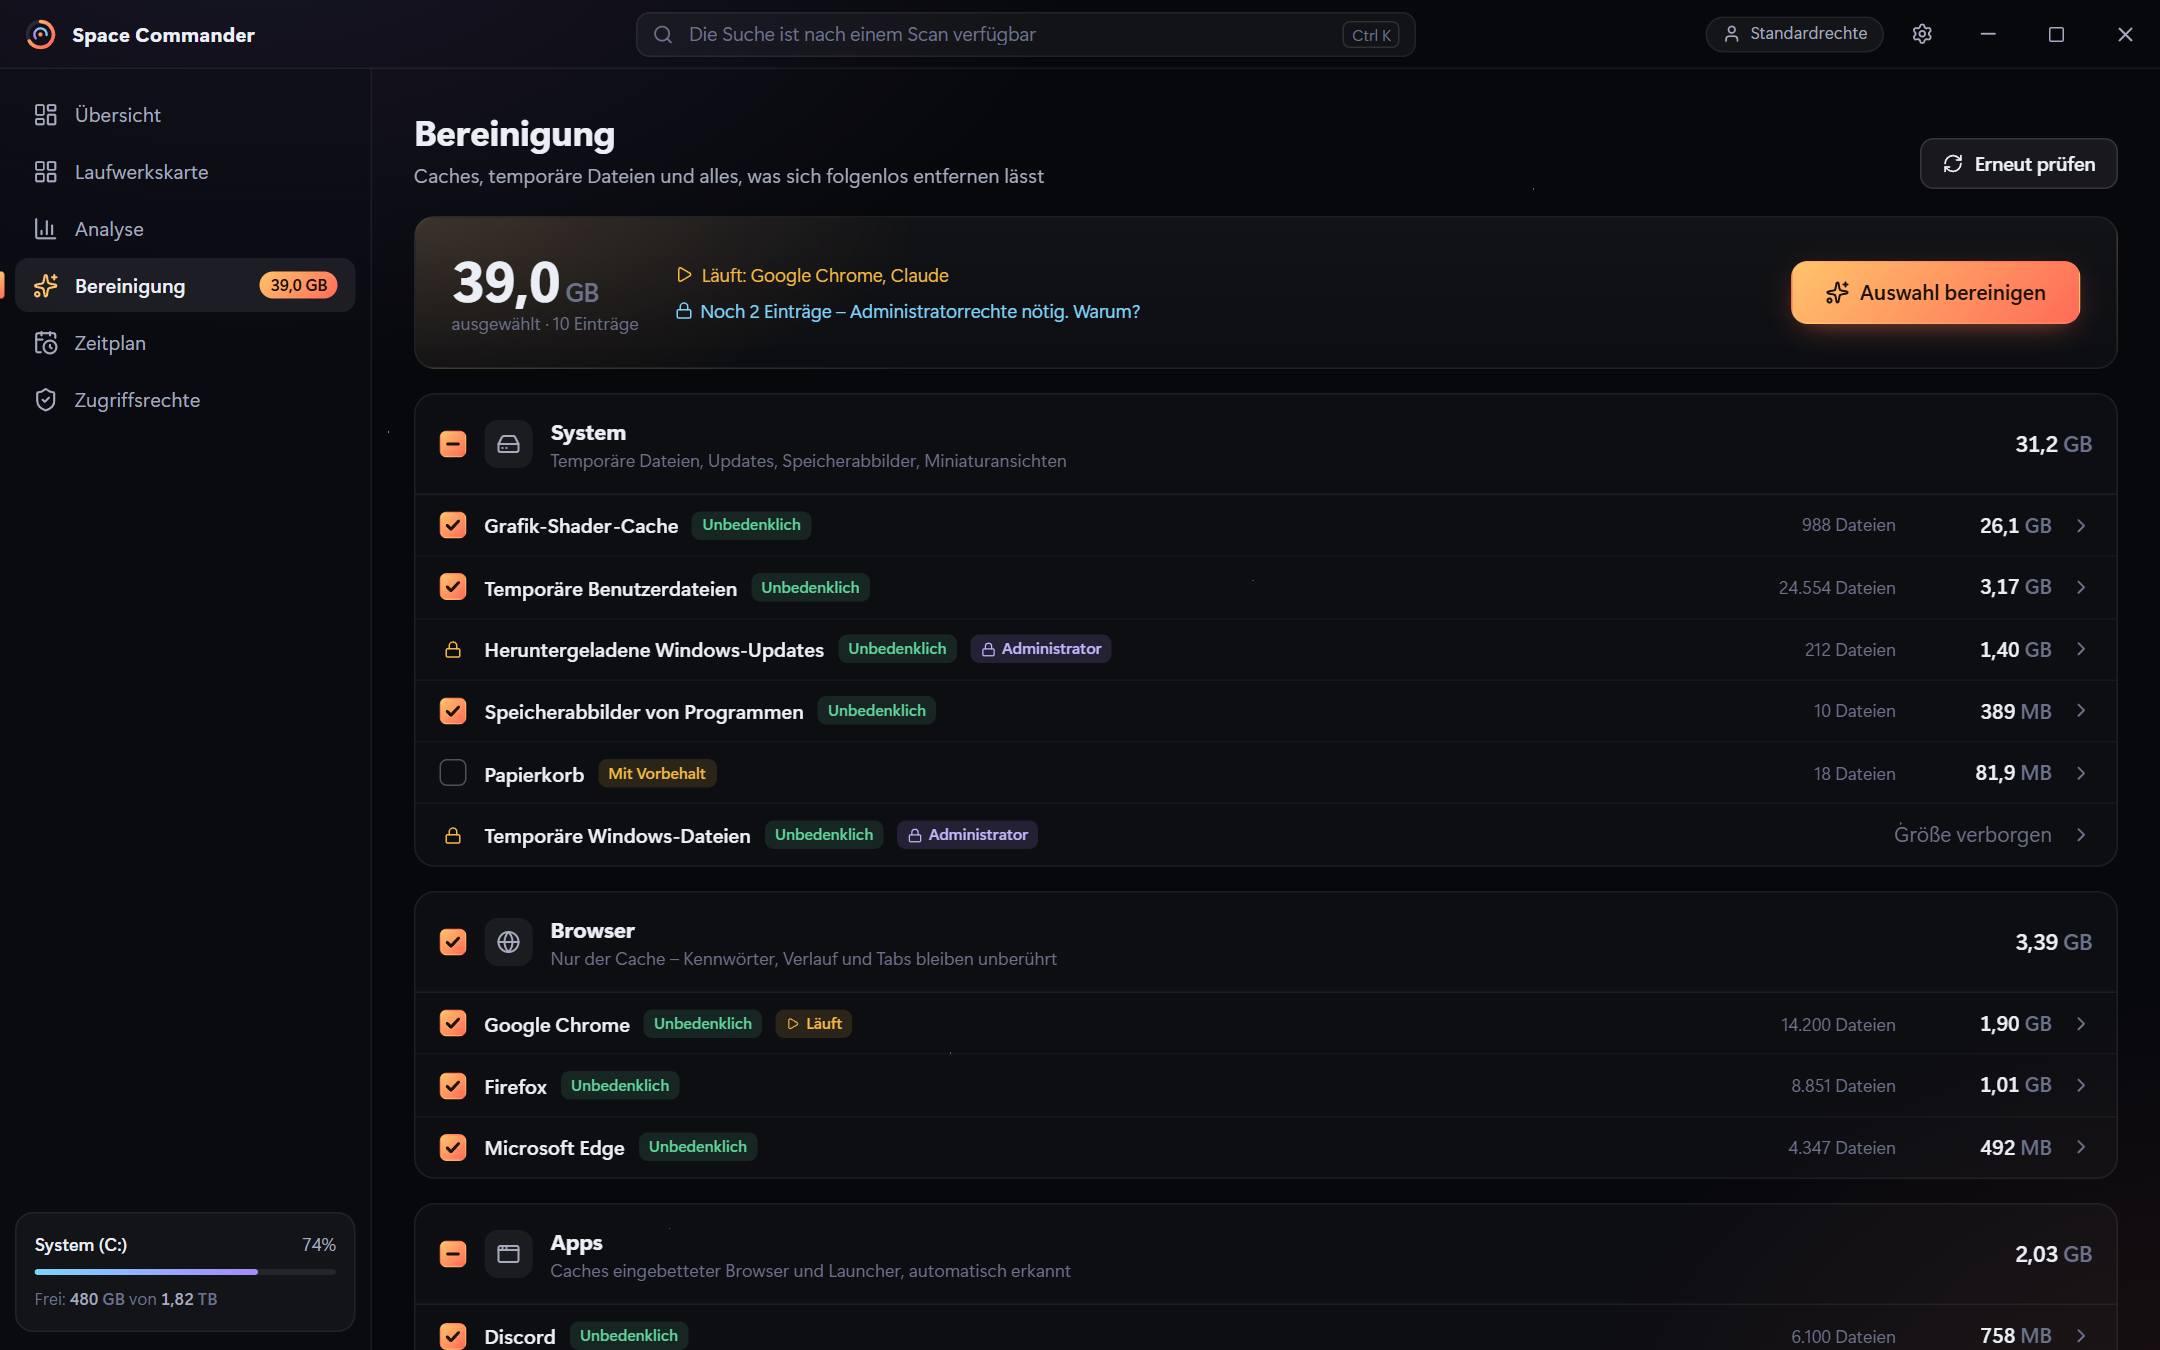 Space Commander
Die Suche ist nach einem Scan verfügbar
Ctrl K
Standardrechte
Übersicht
Laufwerkskarte
Analyse
Bereinigung
39,0 GB
Zeitplan
Zugriffsrechte
System (C:)
74%
Frei: 480 GB von 1,82 TB
Bereinigung
Caches, temporäre Dateien und alles, was sich folgenlos entfernen lässt
Erneut prüfen
39,0 GB
ausgewählt · 10 Einträge
Läuft: Google Chrome, Claude
Noch 2 Einträge – Administratorrechte nötig. Warum?
Auswahl bereinigen
System
Temporäre Dateien, Updates, Speicherabbilder, Miniaturansichten
31,2 GB
Grafik-Shader-Cache Unbedenklich 988 Dateien 26,1 GB
Temporäre Benutzerdateien Unbedenklich 24.554 Dateien 3,17 GB
Heruntergeladene Windows-Updates Unbedenklich Administrator 212 Dateien 1,40 GB
Speicherabbilder von Programmen Unbedenklich 10 Dateien 389 MB
Papierkorb Mit Vorbehalt 18 Dateien 81,9 MB
Temporäre Windows-Dateien Unbedenklich Administrator Größe verborgen
Browser
Nur der Cache – Kennwörter, Verlauf und Tabs bleiben unberührt
3,39 GB
Google Chrome Unbedenklich Läuft 14.200 Dateien 1,90 GB
Firefox Unbedenklich 8.851 Dateien 1,01 GB
Microsoft Edge Unbedenklich 4.347 Dateien 492 MB
Apps
Caches eingebetteter Browser und Launcher, automatisch erkannt
2,03 GB
Discord Unbedenklich 6.100 Dateien 758 MB